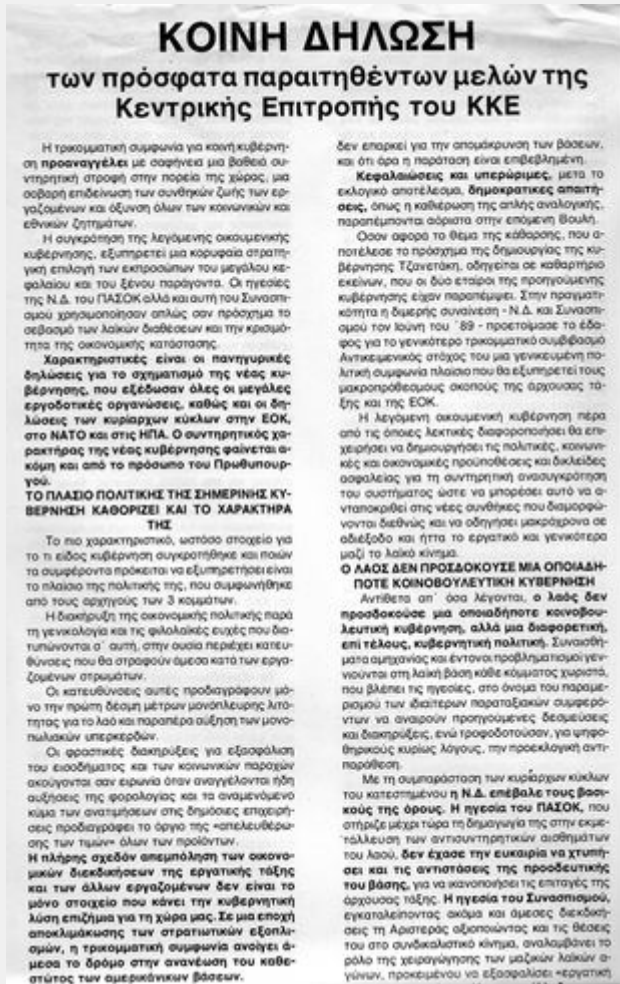 ΚΟΙΝΗ ΔΗΛΩΣΗ
των πρόσφατα παραιτηθέντων μελών της
Κεντρικής Επιτροπής του ΚΚΕ
Η τρικομματική συμφωνία για κοινή κυβέρνη-
ση προαναγγέλει με σαφήνεια μια βαθειά συ-
ντηρητική στροφή στην πορεία της χώρας, μια
σοβαρή επιδείνωση των συνθηκών ζωής των ερ-
γαζομένων και όξυνση όλων των κοινωνικών και
εθνικών ζητημάτων.
Η συγκρότηση της λεγόμενης οικουμενικής
κυβέρνησης, εξυπηρετεί μια κορυφαία στρατη-
γική επιλογή των εκπροσώπων του μεγάλου κε-
φαλαίου και του ξένου παράγοντα. Οι ηγεσίες
της Ν.Δ. του ΠΑΣΟΚ αλλά και αυτή του Συνασπι-
σμού χρησιμοποίησαν απλώς σαν πρόσχημα το
σεβασμό των λαϊκών διαθέσεων και την κρισιμό-
τητα της οικονομικής κατάστασης.
Χαρακτηριστικές είναι οι πανηγυρικές
δηλώσεις για το σχηματισμό της νέας κυ-
βέρνησης, που εξέδωσαν όλες οι μεγάλες
εργοδοτικές οργανώσεις, καθώς και οι δη-
λώσεις των κυρίαρχων κύκλων στην ΕΟΚ,
στο ΝΑΤΟ και στις ΗΠΑ. Ο συντηρητικός χα-
ρακτήρας της νέας κυβέρνησης φαίνεται α-
κόμη και από το πρόσωπο του Πρωθυπουρ-
γού.
ΤΟ ΠΛΑΣΙΟ ΠΟΛΙΤΙΚΗΣ ΤΗΣ ΣΗΜΕΡΙΝΗΣ ΚΥ-
ΒΕΡΝΗΣΗ ΚΑΘΟΡΙΖΕΙ ΚΑΙ ΤΟ ΧΑΡΑΚΤΗΡΑ
ΤΗΣ
Το πιο χαρακτηριστικό, ωστόσο στοιχείο για
το τι είδος κυβέρνηση συγκροτήθηκε και ποιών
τα συμφέροντα πρόκειται να εξυπηρετήσει είναι
το πλαίσιο της πολιτικής της, που συμφωνήθηκε
από τους αρχηγούς των 3 κομμάτων.
Η διακήρυξη της οικονομικής πολιτικής παρά
τη γενικολογία και τις φιλολαϊκές ευχές που δια-
τυπώνονται σ' αυτή, στην ουσία περιέχει κατευ-
θύνσεις που θα στραφούν άμεσα κατά των εργα-
ζομένων στρωμάτων.
Οι κατευθύνσεις αυτές προδιαγράφουν μό-
νο την πρώτη δέσμη μέτρων μονόπλευρης λιτό-
τητας για το λαό και παραπέρα αύξηση των μονο-
πωλιακών υπερκερδών.
Οι φραστικές διακηρύξεις για εξασφάλιση
του εισοδήματος και των κοινωνικών παροχών
ακούγονται σαν ειρωνία όταν αναγγέλονται ήδη
αυξήσεις της φορολογίας και το αναμενόμενο
κύμα των ανατιμήσεων στις δημόσιες επιχειρή-
σεις προδιαγράφει το όργιο της «απελευθέρω-
σης των τιμών» όλων των προϊόντων.
Η πλήρης σχεδόν απεμπόληση των οικονο-
μικών διεκδικήσεων της εργατικής τάξης
και των άλλων εργαζομένων δεν είναι το
μόνο στοιχείο που κάνει την κυβερνητική
λύση επιζήμια για τη χώρα μας. Σε μια εποχή
αποκλιμάκωσης των στρατιωτικών εξοπλι-
σμών, η τρικομματική συμφωνία ανοίγει ά-
μεσα το δρόμο στην ανανέωση του καθε-
στώτος των αμερικάνικων βάσεων.
δεν επαρκεί για την απομάκρυνση των βάσεων,
και ότι άρα η παράταση είναι επιβεβλημένη.
Κεφαλαιώσεις και υπερώριμες, μετά το
εκλογικό αποτέλεσμα, δημοκρατικές απαιτή-
σεις, όπως η καθιέρωση της απλής αναλογικής,
παραπέμπονται αόριστα στην επόμενη Βουλή.
Όσον αφορά το θέμα της κάθαρσης, που α-
ποτέλεσε το πρόσχημα της δημιουργίας της κυ-
βέρνησης Τζανετάκη, οδηγείται σε καθαρτήριο
εκείνων, που οι δύο εταίροι της προηγούμενης
κυβέρνησης είχαν παραπέμψει. Στην πραγματι-
κότητα η διμερής συναίνεση - Ν.Δ. και Συνασπι-
σμού τον Ιούνη του ΄89 - προετοίμασε το έδα-
φος για το γενικότερο τρικομματικό συμβιβασμό
Αντικειμενικός στόχος του μια γενικευμένη πο-
λιτική συμφωνία πλαίσιο που θα εξυπηρετεί τους
μακροπρόθεσμους σκοπούς της άρχουσας τά-
ξης και της ΕΟΚ.
Η λεγόμενη οικουμενική κυβέρνηση πέρα
από τις όποιες λεκτικές διαφοροποιήσει θα επι-
χειρήσει να δημιουργήσει τις πολιτικές, κοινωνι-
κές και οικονομικές προϋποθέσεις και δικλείδες
ασφαλείας για τη συντηρητική ανασυγκρότηση
του συστήματος ώστε να μπορέσει αυτό να α-
νταποκριθεί στις νέες συνθήκες που διαμορφώ-
νονται διεθνώς και να οδηγήσει μακρόχρονα σε
αδιέξοδο και ήττα το εργατικό και γενικότερα
μαζί το λαϊκό κίνημα.
Ο ΛΑΟΣ ΔΕΝ ΠΡΟΣΔΟΚΟΥΣΕ ΜΙΑ ΟΠΟΙΑΔΗ-
ΠΟΤΕ ΚΟΙΝΟΒΟΥΛΕΥΤΙΚΗ ΚΥΒΕΡΝΗΣΗ
Αντίθετα απ' όσα λέγονται, ο λαός δεν
προσδοκούσε μια οποιαδήποτε κοινοβου-
λευτική κυβέρνηση, αλλά μια διαφορετική,
επί τέλους, κυβερνητική πολιτική. Συναισθή-
ματα αμηχανίας και έντονοι προβληματισμοί γεν-
νιούνται στη λαϊκή βάση κάθε κόμματος χωριστά,
που βλέπει τις ηγεσίες, στο όνομα του παραμε-
ρισμού των ιδιαίτερων παραταξιακών συμφερό-
ντων να αναιρούν προηγούμενες δεσμεύσεις
και διακηρύξεις, ενώ τροφοδοτούσαν, για ψηφο-
θηρικούς κυρίως λόγους, την προεκλογική αντι-
παράθεση.
Με τη συμπαράσταση των κυρίαρχων κύκλων
του κατεστημένου η Ν.Δ. επέβαλε τους βασι-
κούς της όρους. Η ηγεσία του ΠΑΣΟΚ, που
στήριζε μέχρι τώρα τη δημαγωγία της στην εκμε-
τάλλευση των αντισυντηρητικών αισθημάτων
του λαού, δεν έχασε την ευκαιρία να χτυπή-
σει και τις αντιστάσεις της προοδευτικής
του βάσης, για να ικανοποιήσει τις επιταγές της
άρχουσας τάξης. Η ηγεσία του Συνασπισμού,
εγκαταλείποντας ακόμα και άμεσες διεκδική-
σεις τη Αριστεράς αξιοποιώντας και τις θέσεις
του στο συνδικαλιστικό κίνημα, αναλαμβάνει το
ρόλο της χειραγώγησης των μαζικών λαϊκών α-
γώνων, προκειμένου να εξασφαλίσει «εργατική